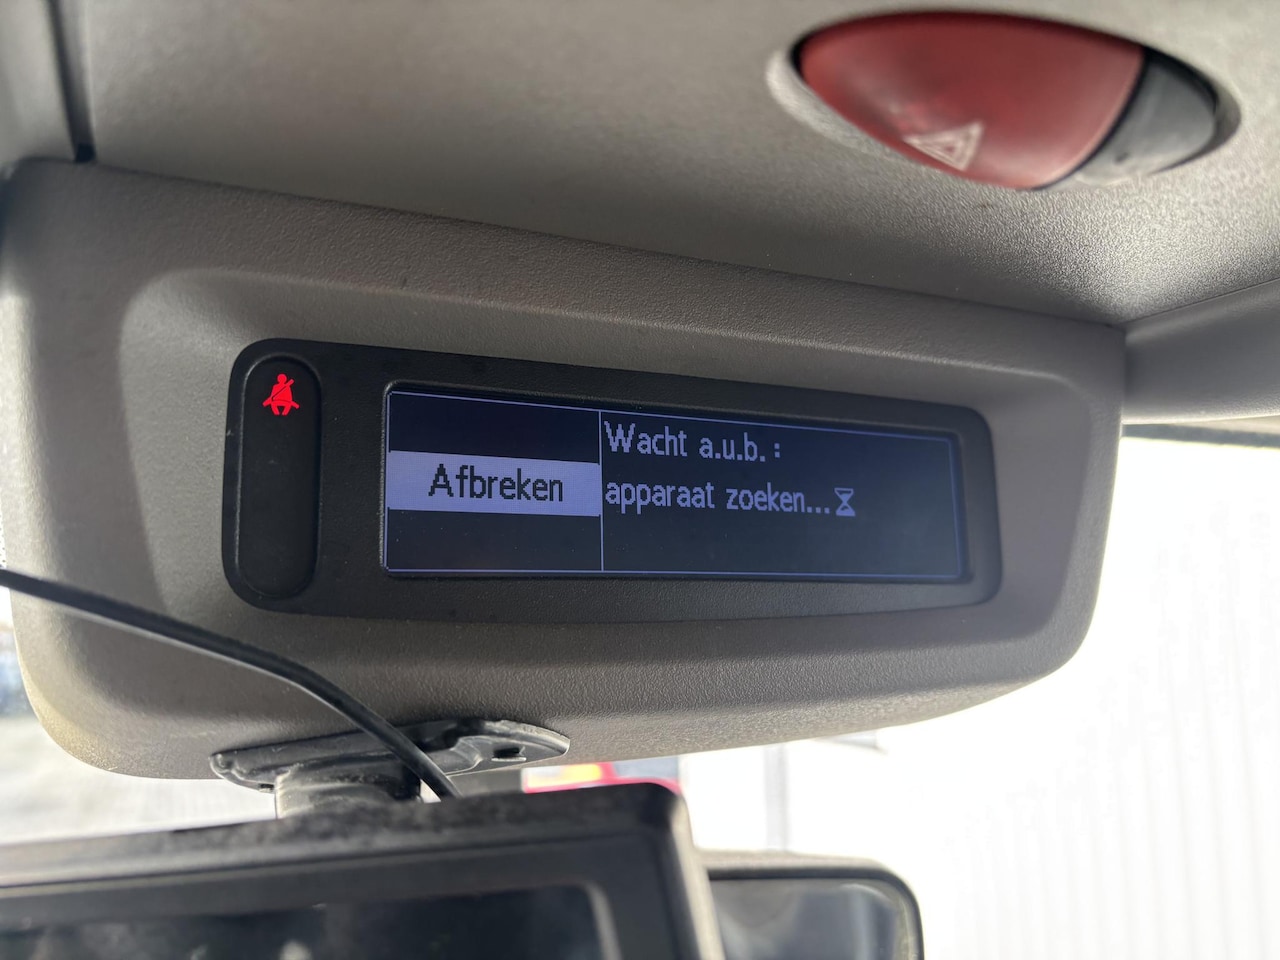 Afbreken
Wacht a.u.b. :
apparaat zoeken...